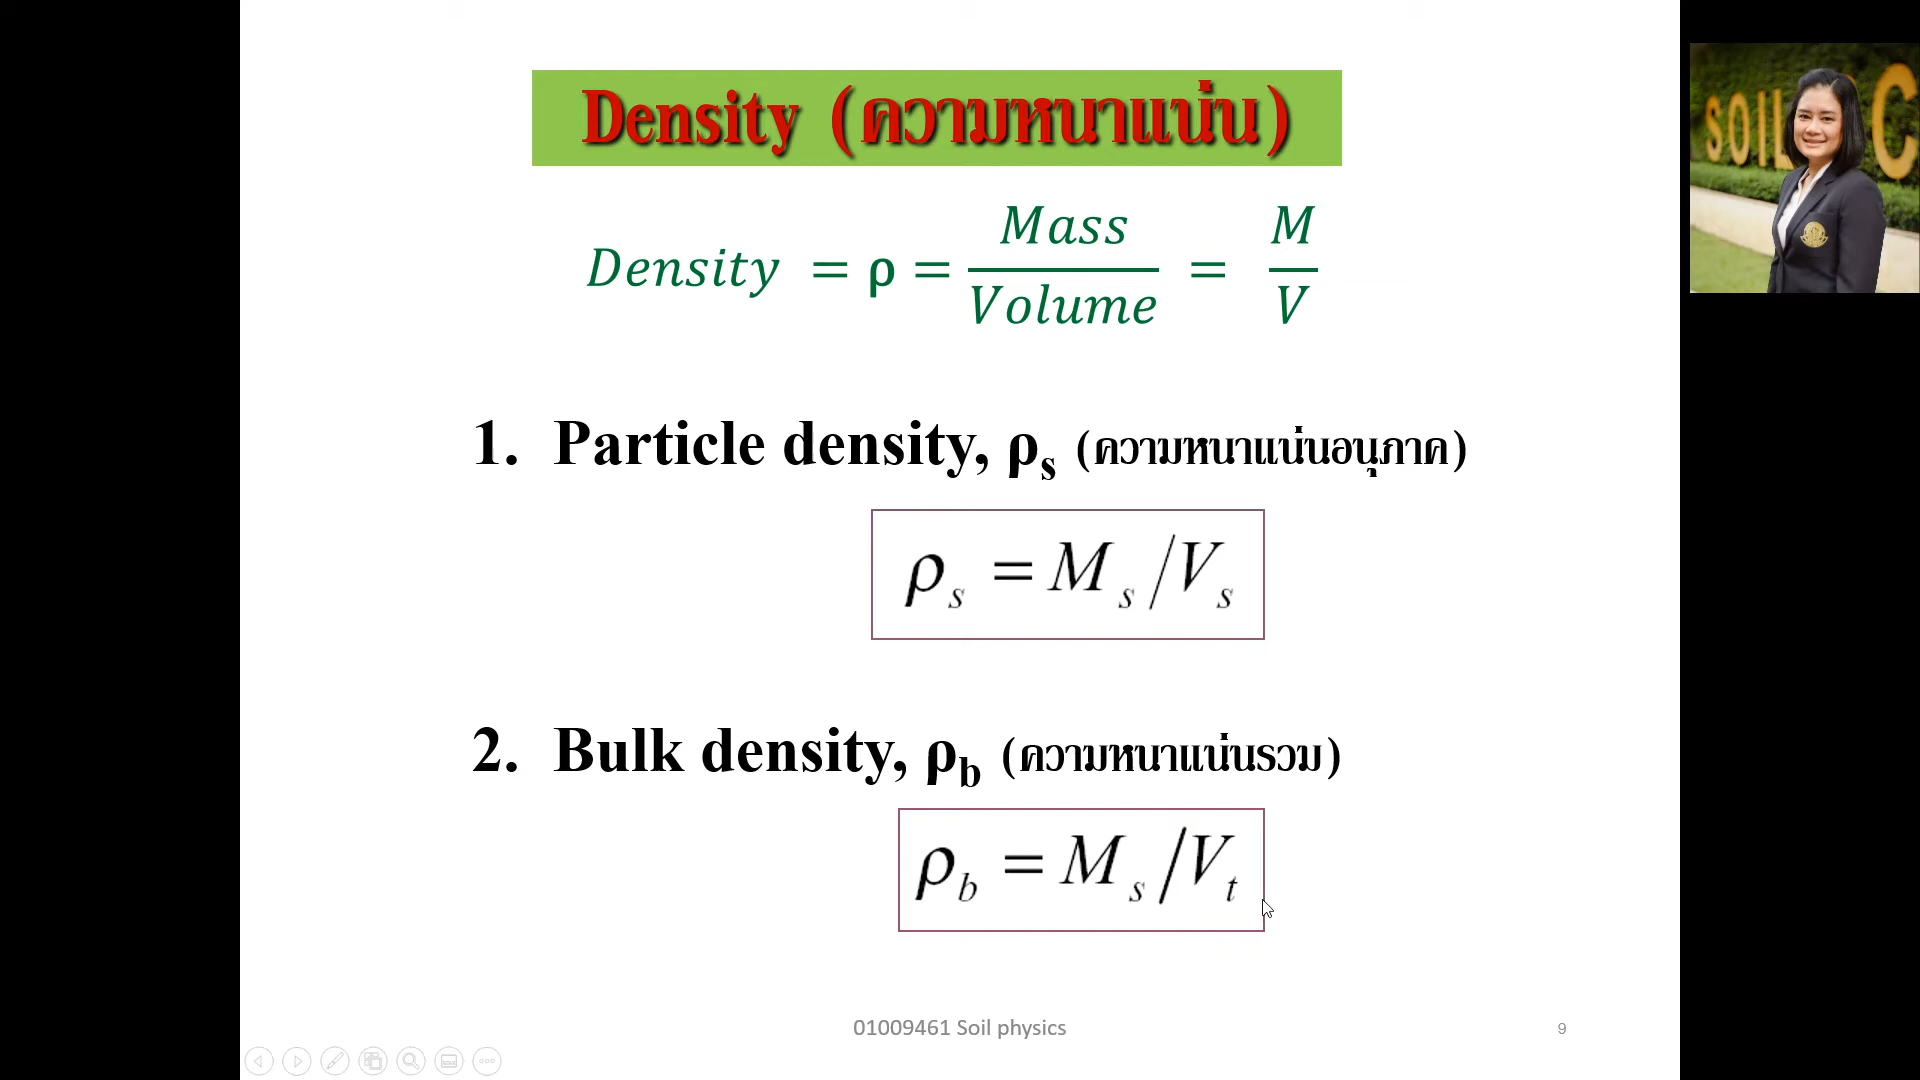 Density (ความหนาแน่น)
Density = ρ = Mass / Volume = M / V
1. Particle density, ρs (ความหนาแน่นอนุภาค)
ρs = Ms/Vs
2. Bulk density, ρb (ความหนาแน่นรวม)
ρb = Ms/Vt
01009461 Soil physics
9
SOIL
C